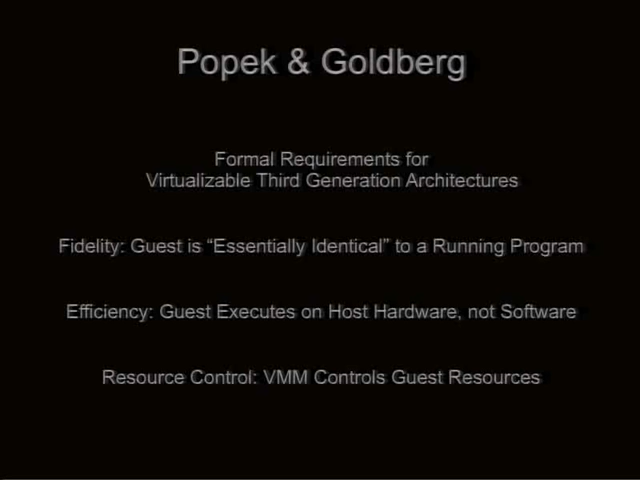 Popek & Goldberg
Formal Requirements for
Virtualizable Third Generation Architectures
Fidelity: Guest is “Essentially Identical” to a Running Program
Efficiency: Guest Executes on Host Hardware, not Software
Resource Control: VMM Controls Guest Resources